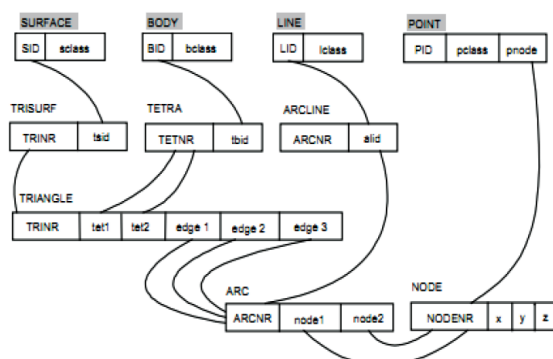 SURFACE BODY LINE POINT
SID sclass BID bclass LID lclass PID pclass pnode
TRISURF TETRA ARCLINE
TRINR tsid TETNR tbid ARCNR alid
TRIANGLE
TRINR tet1 tet2 edge 1 edge 2 edge 3
ARC NODE
ARCNR node1 node2 NODENR x y z